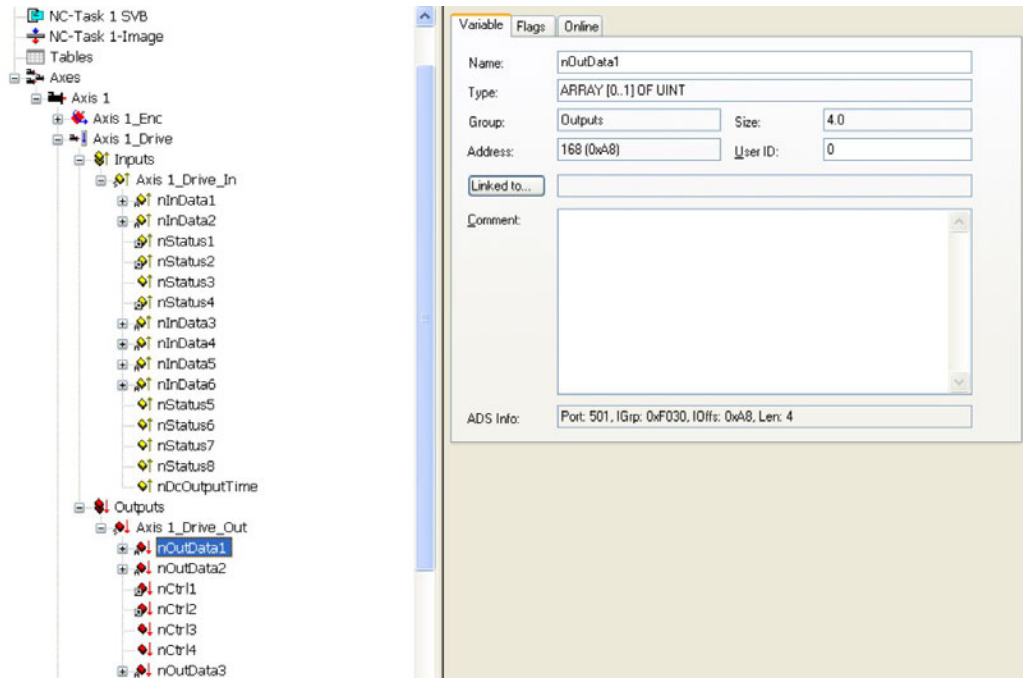 NC-Task 1 SVB
NC-Task 1-Image
Tables
Axes
Axis 1
Axis 1_Enc
Axis 1_Drive
Inputs
Axis 1_Drive_In
nInData1
nInData2
nStatus1
nStatus2
nStatus3
nStatus4
nInData3
nInData4
nInData5
nInData6
nStatus5
nStatus6
nStatus7
nStatus8
nDcOutputTime
Outputs
Axis 1_Drive_Out
nOutData1
nOutData2
nCtrl1
nCtrl2
nCtrl3
nCtrl4
nOutData3
Variable Flags Online
Name: nOutData1
Type: ARRAY [0..1] OF UINT
Group: Outputs Size: 4.0
Address: 168 (0xA8) User ID: 0
Linked to...
Comment:
ADS Info: Port: 501, IGrp: 0xF030, IOffs: 0xA8, Len: 4